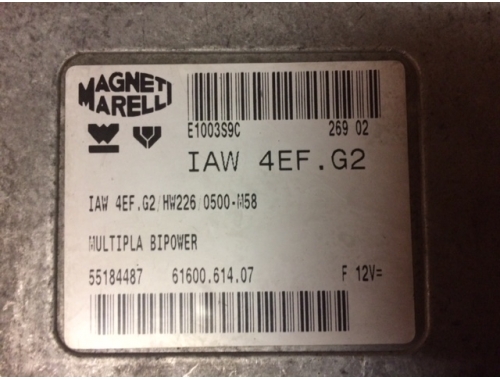 MAGNETI
MARELLI
E1003S9C 269 02
IAW 4EF.G2
IAW 4EF.G2/HW226/0500-M58
MULTIPLA BIPOWER
55184487 61600.614.07 F 12V=